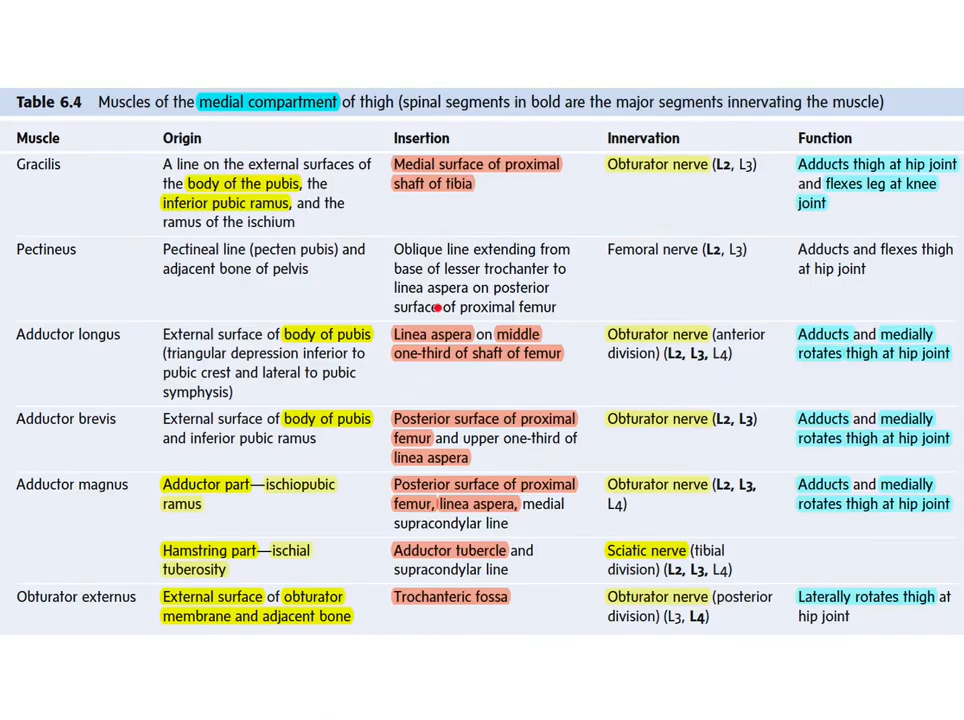 Table 6.4 Muscles of the medial compartment of thigh (spinal segments in bold are the major segments innervating the muscle)
Muscle Origin Insertion Innervation Function
Gracilis
A line on the external surfaces of
the body of the pubis, the
inferior pubic ramus, and the
ramus of the ischium
Medial surface of proximal
shaft of tibia
Obturator nerve (L2, L3)
Adducts thigh at hip joint
and flexes leg at knee
joint
Pectineus
Pectineal line (pecten pubis) and
adjacent bone of pelvis
Oblique line extending from
base of lesser trochanter to
linea aspera on posterior
surface of proximal femur
Femoral nerve (L2, L3)
Adducts and flexes thigh
at hip joint
Adductor longus
External surface of body of pubis
(triangular depression inferior to
pubic crest and lateral to pubic
symphysis)
Linea aspera on middle
one-third of shaft of femur
Obturator nerve (anterior
division) (L2, L3, L4)
Adducts and medially
rotates thigh at hip joint
Adductor brevis
External surface of body of pubis
and inferior pubic ramus
Posterior surface of proximal
femur and upper one-third of
linea aspera
Obturator nerve (L2, L3)
Adducts and medially
rotates thigh at hip joint
Adductor magnus
Adductor part—ischiopubic
ramus
Posterior surface of proximal
femur, linea aspera, medial
supracondylar line
Obturator nerve (L2, L3,
L4)
Adducts and medially
rotates thigh at hip joint
Hamstring part—ischial
tuberosity
Adductor tubercle and
supracondylar line
Sciatic nerve (tibial
division) (L2, L3, L4)
Obturator externus
External surface of obturator
membrane and adjacent bone
Trochanteric fossa
Obturator nerve (posterior
division) (L3, L4)
Laterally rotates thigh at
hip joint